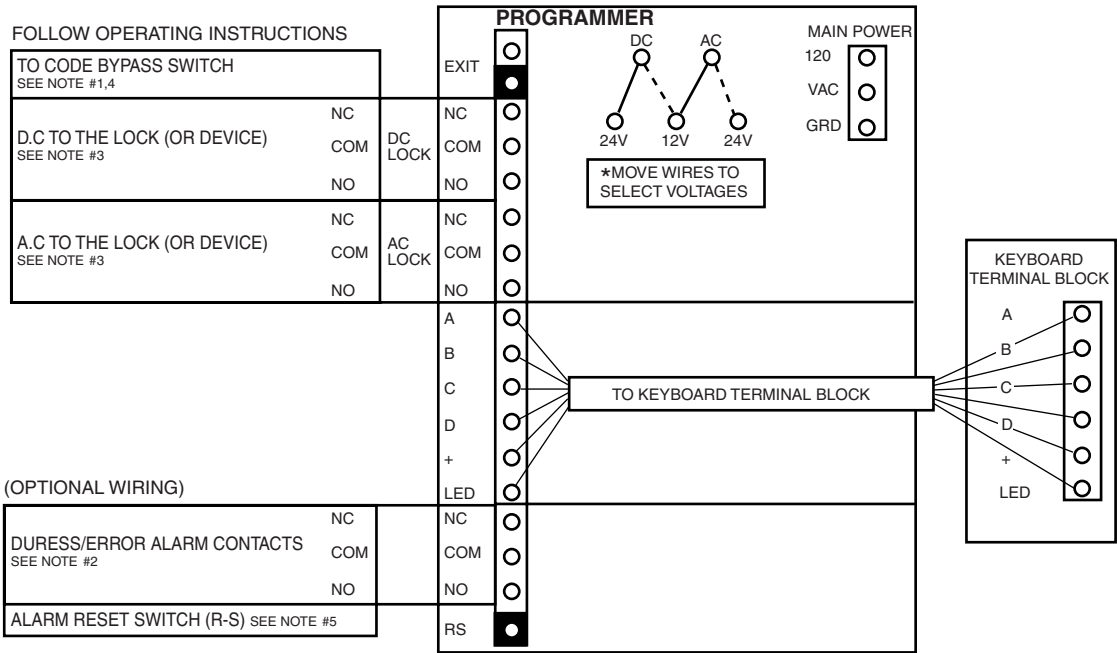 PROGRAMMER
FOLLOW OPERATING INSTRUCTIONS
TO CODE BYPASS SWITCH
SEE NOTE #1,4
EXIT
D.C TO THE LOCK (OR DEVICE)
SEE NOTE #3
NC
COM
NO
DC
LOCK
NC
COM
NO
A.C TO THE LOCK (OR DEVICE)
SEE NOTE #3
NC
COM
NO
AC
LOCK
NC
COM
NO
DC
AC
24V
12V
24V
*MOVE WIRES TO
SELECT VOLTAGES
MAIN POWER
120
VAC
GRD
A
B
C
D
+
LED
TO KEYBOARD TERMINAL BLOCK
KEYBOARD
TERMINAL BLOCK
A
B
C
D
+
LED
(OPTIONAL WIRING)
DURESS/ERROR ALARM CONTACTS
SEE NOTE #2
NC
COM
NO
NC
COM
NO
ALARM RESET SWITCH (R-S) SEE NOTE #5
RS